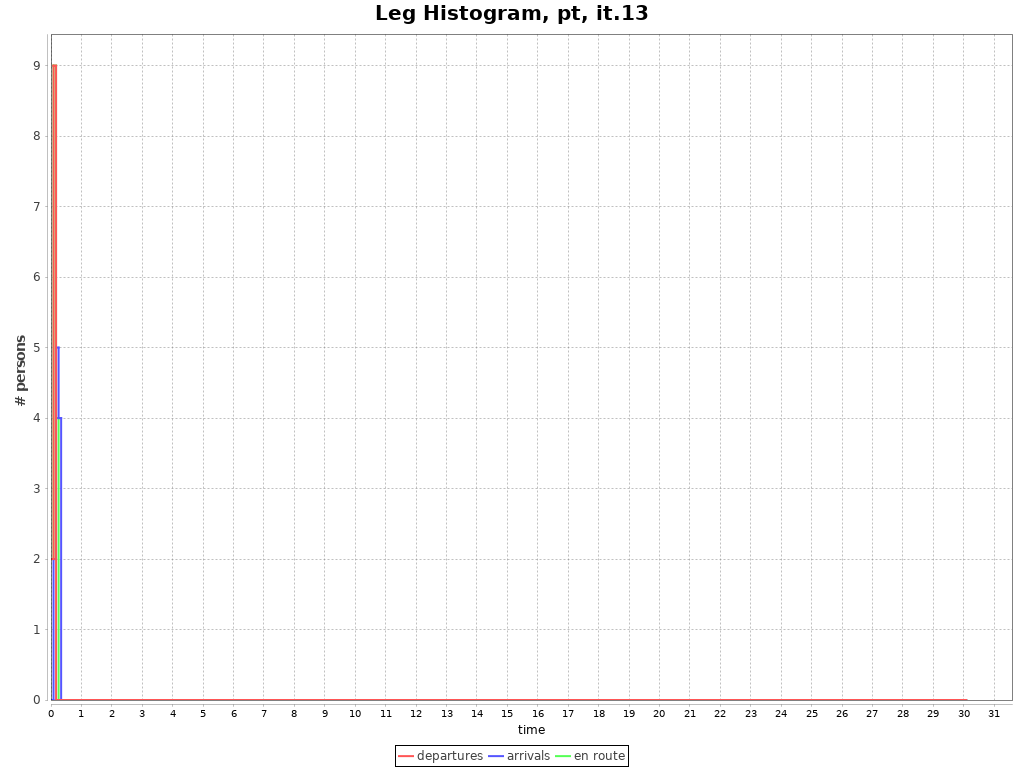 Leg Histogram, pt, it.13
# persons
9
8
7
6
5
4
3
2
1
0
0 1 2 3 4 5 6 7 8 9 10 11 12 13 14 15 16 17 18 19 20 21 22 23 24 25 26 27 28 29 30 31
time
departures arrivals en route